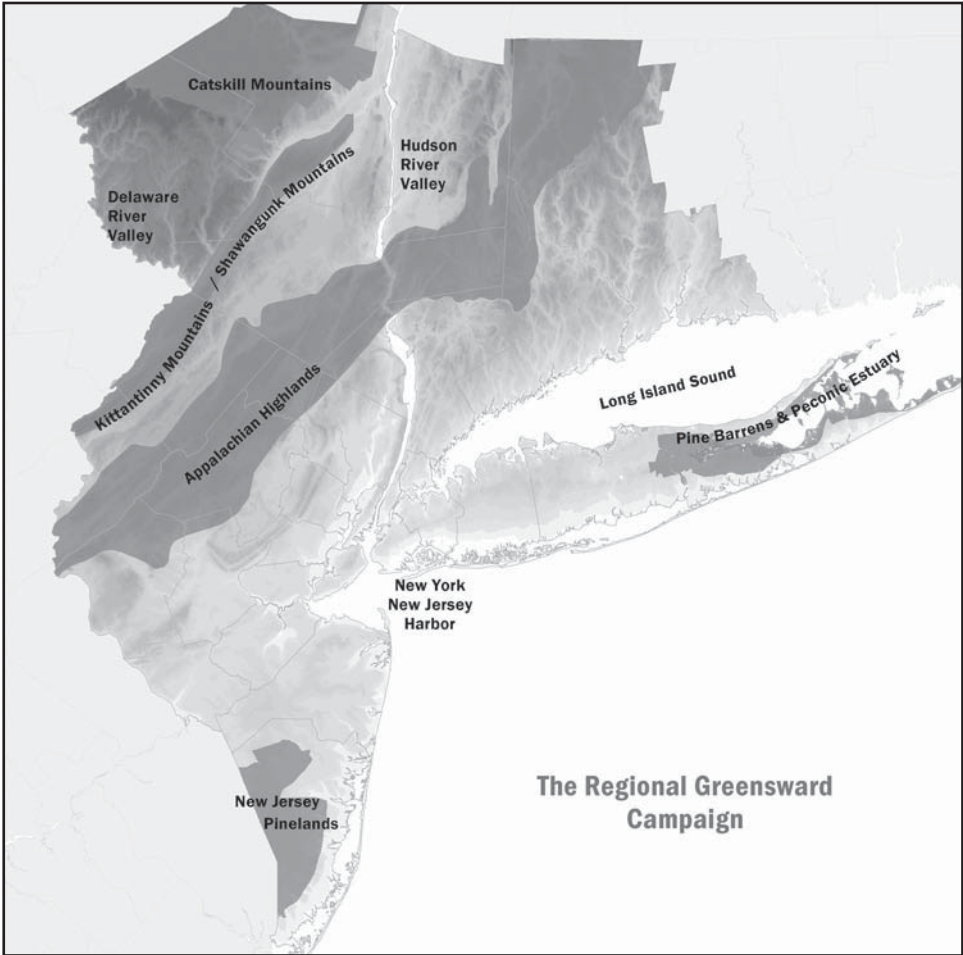 Catskill Mountains
Hudson
River
Valley
Delaware
River
Valley
Kittantinny Mountains / Shawangunk Mountains
Appalachian Highlands
Long Island Sound
Pine Barrens & Peconic Estuary
New York
New Jersey
Harbor
New Jersey
Pinelands
The Regional Greensward
Campaign